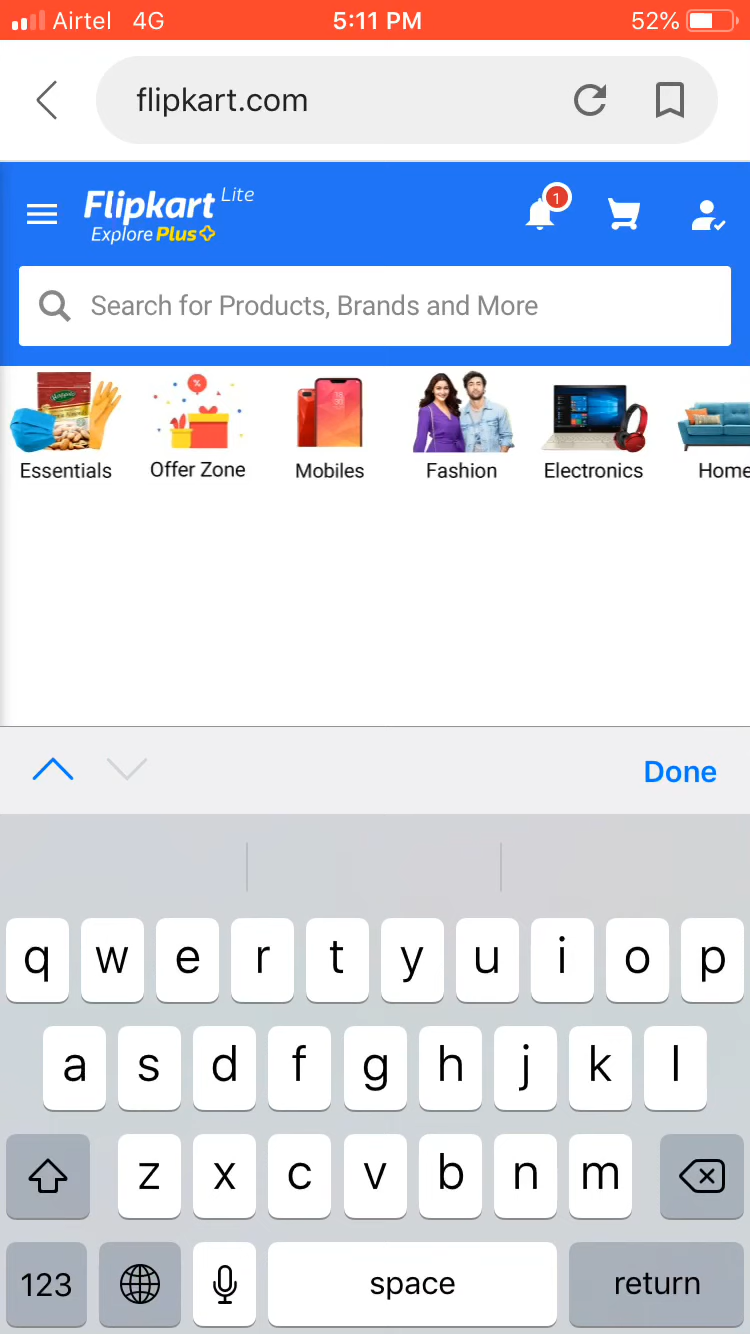 Airtel 4G 5:11 PM 52%
flipkart.com
Flipkart Lite
1
Explore Plus
Search for Products, Brands and More
%
Essentials Offer Zone Mobiles Fashion Electronics Home
Done
q w e r t y u i o p
a s d f g h j k l
z x c v b n m
123 space return